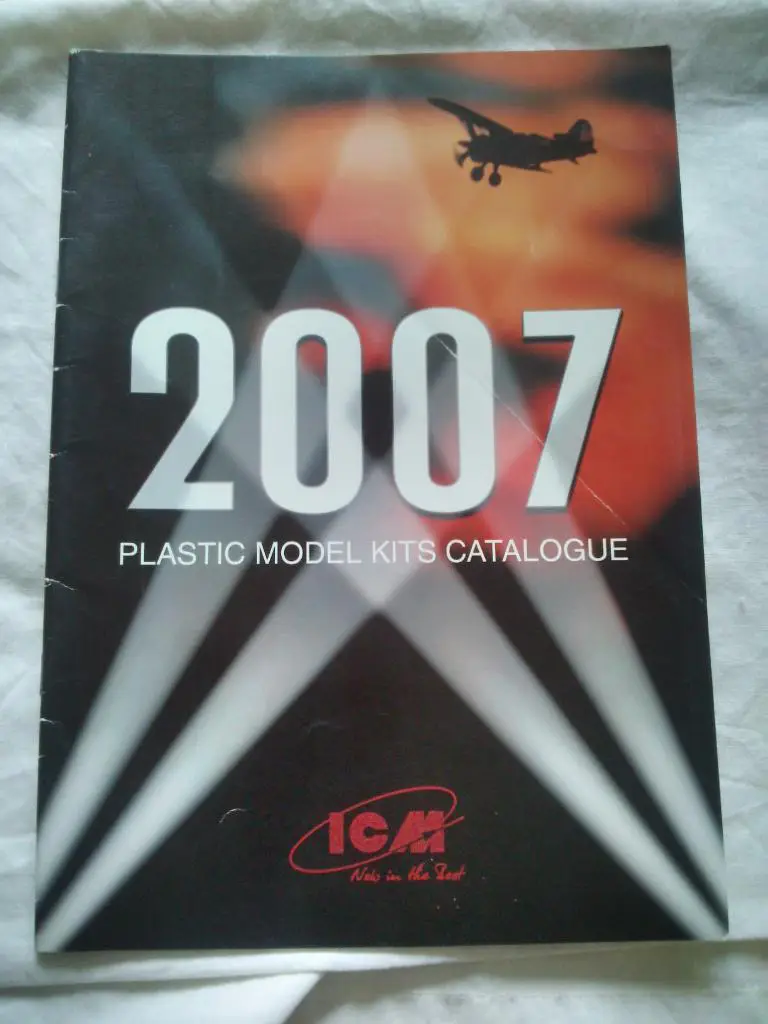 2007
PLASTIC MODEL KITS CATALOGUE
ICM
New in the Best